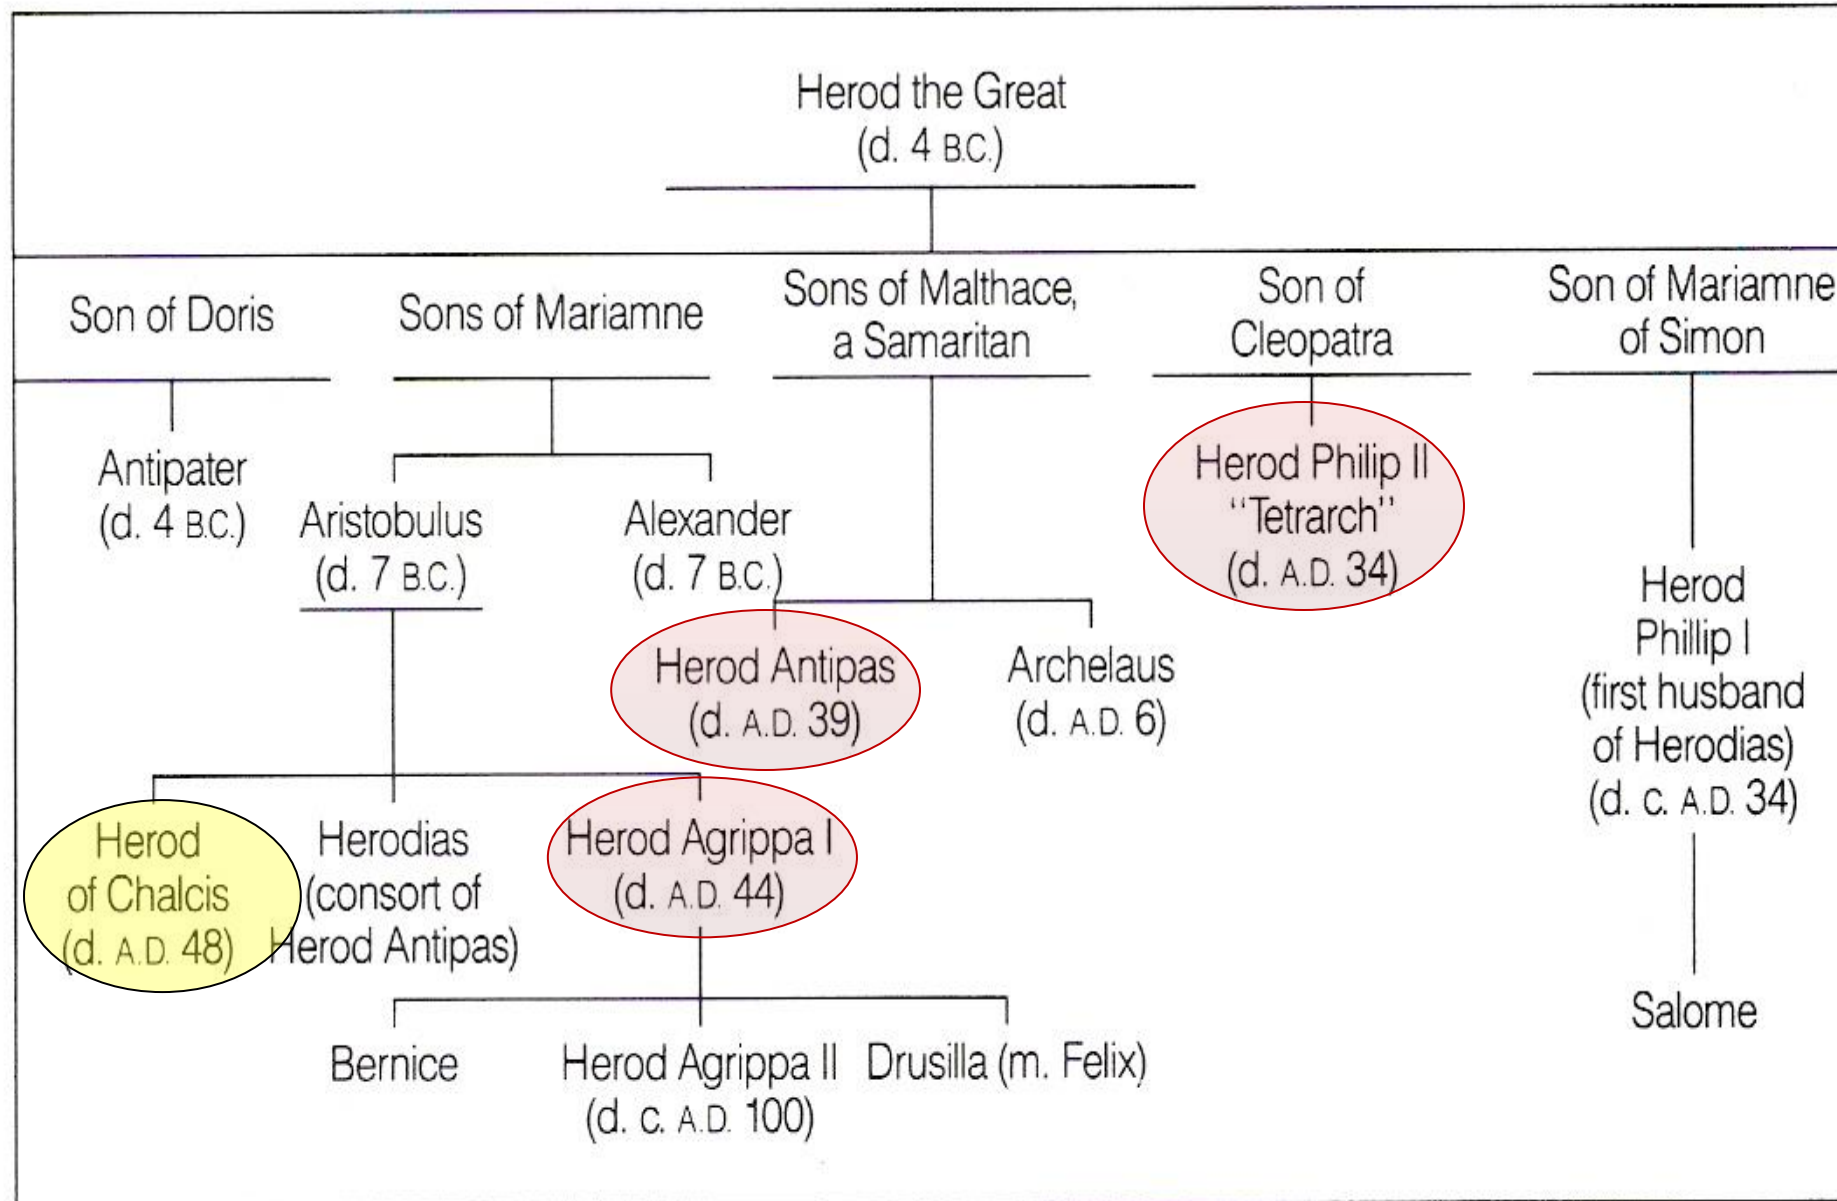 Herod the Great
(d. 4 B.C.)
Son of Doris
Sons of Mariamne
Sons of Malthace,
a Samaritan
Son of
Cleopatra
Son of Mariamne
of Simon
Antipater
(d. 4 B.C.)
Aristobulus
(d. 7 B.C.)
Alexander
(d. 7 B.C.)
Herod Antipas
(d. A.D. 39)
Archelaus
(d. A.D. 6)
Herod Philip II
"Tetrarch"
(d. A.D. 34)
Herod
Phillip I
(first husband
of Herodias)
(d. c. A.D. 34)
Herod
of Chalcis
(d. A.D. 48)
Herodias
(consort of
Herod Antipas)
Herod Agrippa I
(d. A.D. 44)
Bernice
Herod Agrippa II
(d. c. A.D. 100)
Drusilla (m. Felix)
Salome